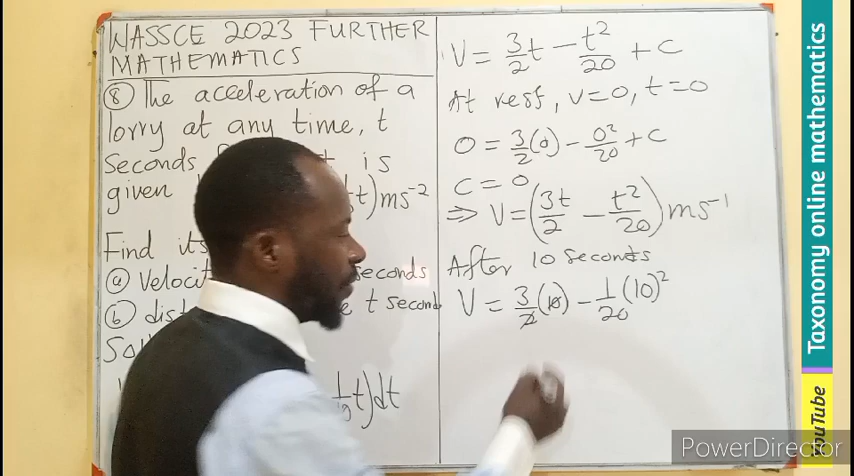 WASSCE 2023 FURTHER
MATHEMATICS
⑧ The acceleration of a
lorry at any time, t
Seconds is
given t)ms⁻²
Find its
ⓐ Velocity seconds
ⓑ t seconds
t)dt
V = 3/2 t - t²/20 + c
At rest, v=0, t=0
0 = 3/2(0) - 0²/20 + c
c = 0
⇒ V = (3t/2 - t²/20) ms⁻¹
After 10 seconds
V = 3/2(10) - 1/20(10)²
Taxonomy online mathematics
YouTube
PowerDirector